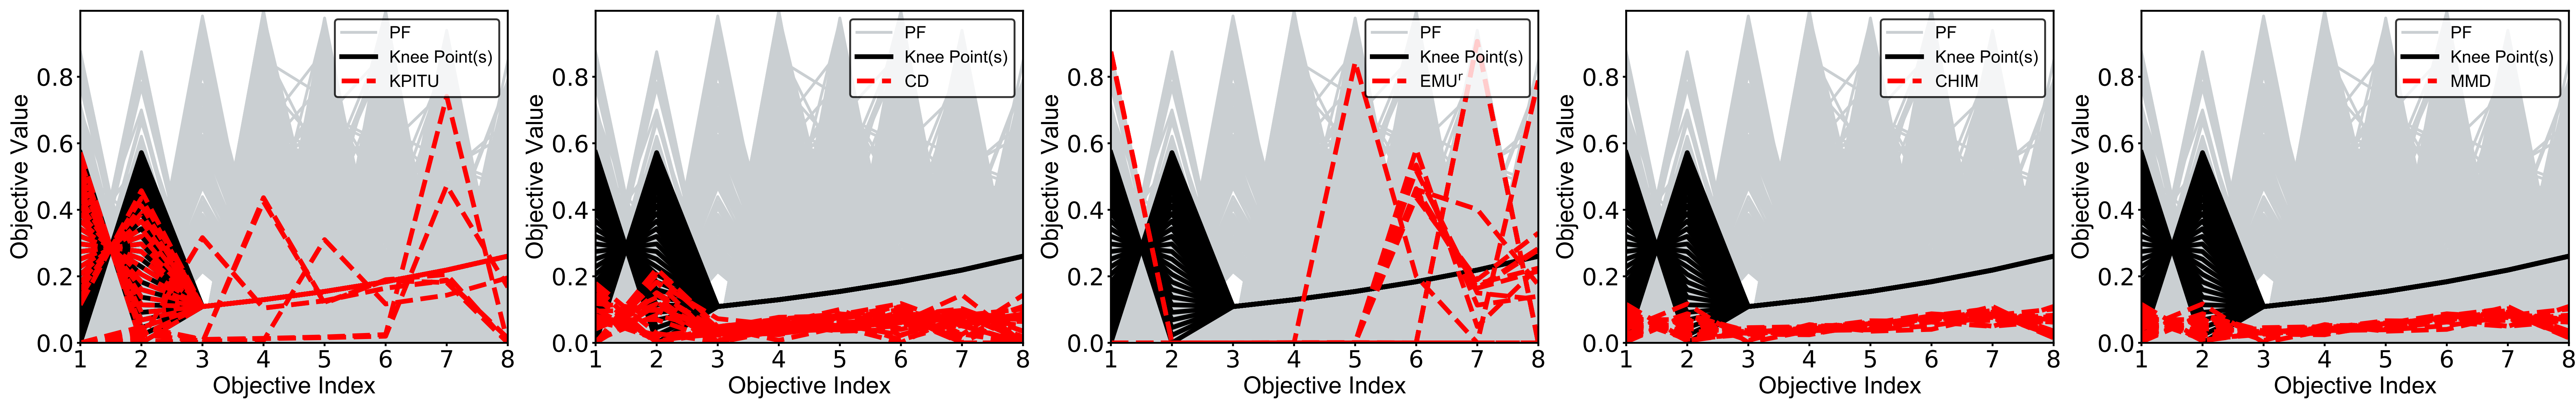 Objective Value
0.8
0.6
0.4
0.2
0.0
1 2 3 4 5 6 7 8
Objective Index
PF
Knee Point(s)
KPITU
Objective Value
0.8
0.6
0.4
0.2
0.0
1 2 3 4 5 6 7 8
Objective Index
PF
Knee Point(s)
CD
Objective Value
0.8
0.6
0.4
0.2
0.0
1 2 3 4 5 6 7 8
Objective Index
PF
Knee Point(s)
EMUʳ
Objective Value
0.8
0.6
0.4
0.2
0.0
1 2 3 4 5 6 7 8
Objective Index
PF
Knee Point(s)
CHIM
Objective Value
0.8
0.6
0.4
0.2
0.0
1 2 3 4 5 6 7 8
Objective Index
PF
Knee Point(s)
MMD